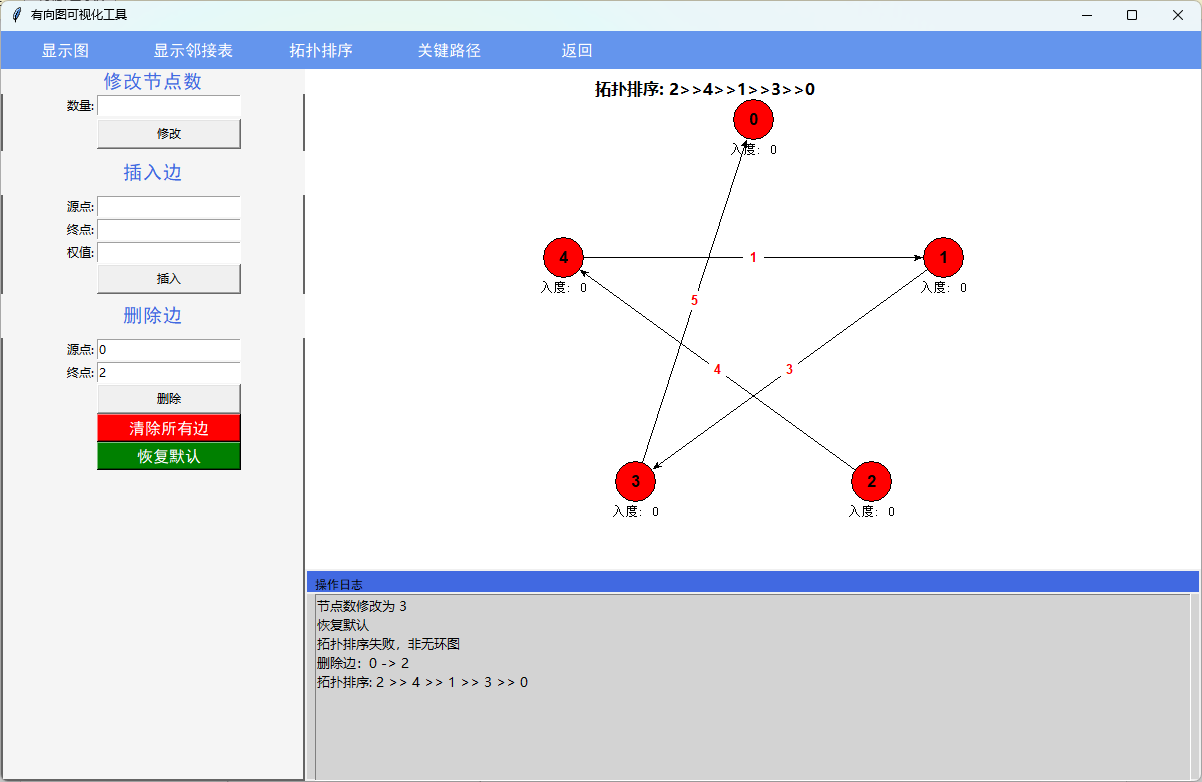 有向图可视化工具
显示图 显示邻接表 拓扑排序 关键路径 返回
修改节点数
数量:
修改
插入边
源点:
终点:
权值:
插入
删除边
源点: 0
终点: 2
删除
清除所有边
恢复默认
拓扑排序: 2>>4>>1>>3>>0
0
入度: 0
4
入度: 0
1
1
入度: 0
5
4
3
3
入度: 0
2
入度: 0
操作日志
节点数修改为 3
恢复默认
拓扑排序失败，非无环图
删除边：0 -> 2
拓扑排序: 2 >> 4 >> 1 >> 3 >> 0